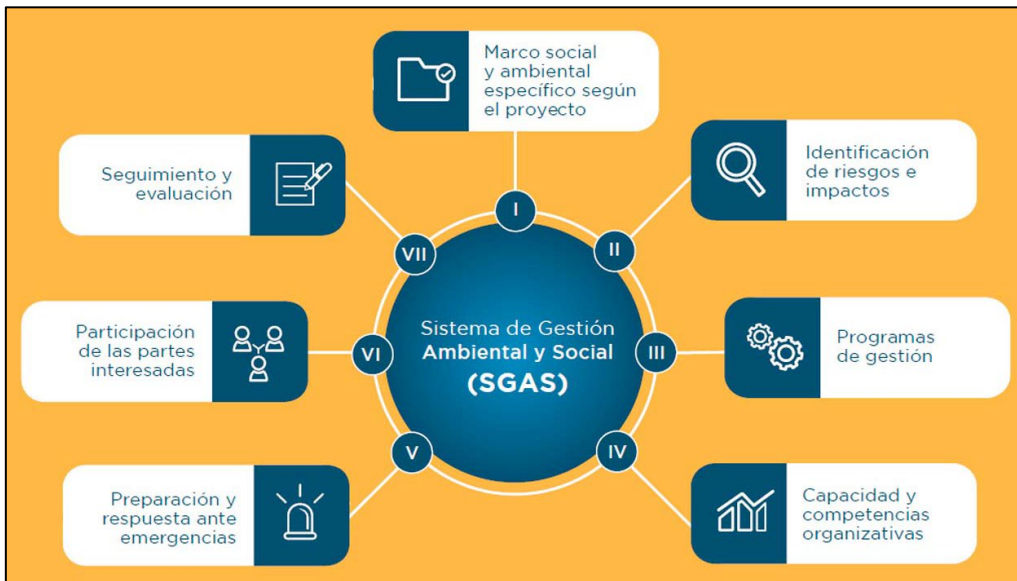 Marco social
y ambiental
específico según
el proyecto
I
Identificación
de riesgos e
impactos
II
Programas
de gestión
III
Capacidad y
competencias
organizativas
IV
Preparación y
respuesta ante
emergencias
V
Participación
de las partes
interesadas
VI
Seguimiento y
evaluación
VII
Sistema de Gestión
Ambiental y Social
(SGAS)